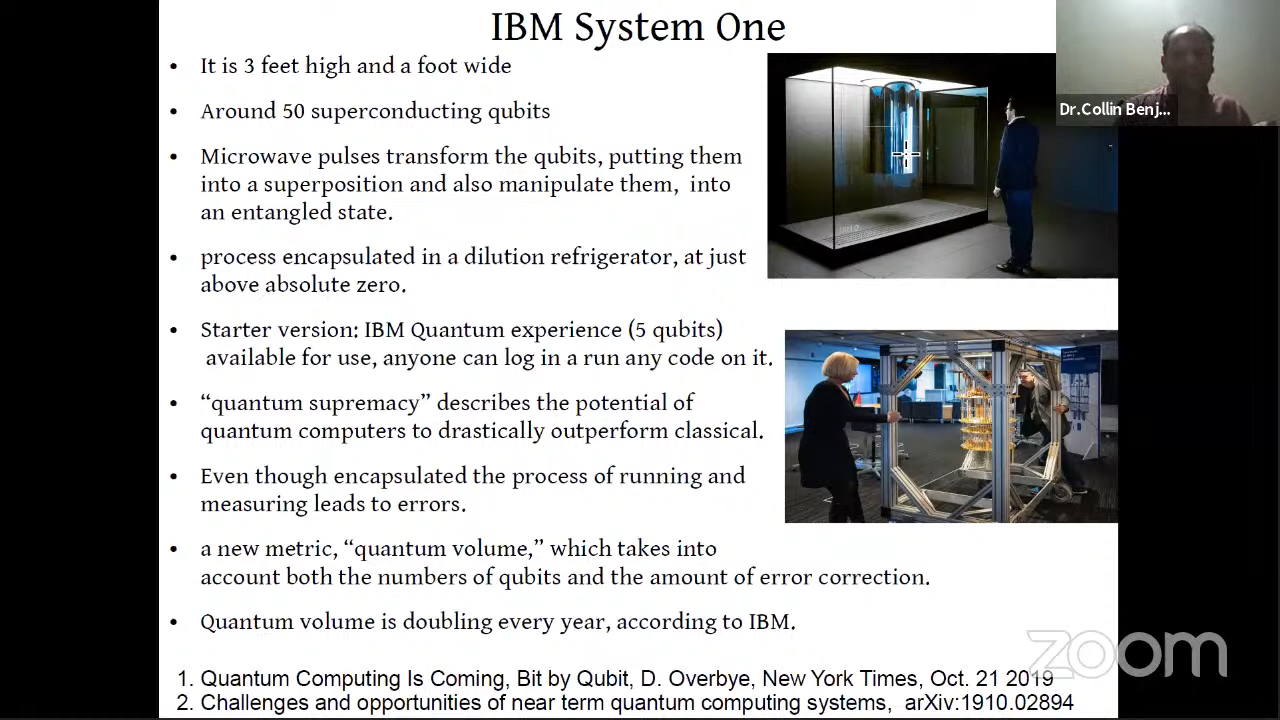 IBM System One
• It is 3 feet high and a foot wide
• Around 50 superconducting qubits
• Microwave pulses transform the qubits, putting them
into a superposition and also manipulate them,  into
an entangled state.
• process encapsulated in a dilution refrigerator, at just
above absolute zero.
• Starter version: IBM Quantum experience (5 qubits)
available for use, anyone can log in a run any code on it.
• “quantum supremacy” describes the potential of
quantum computers to drastically outperform classical.
• Even though encapsulated the process of running and
measuring leads to errors.
• a new metric, “quantum volume,” which takes into
account both the numbers of qubits and the amount of error correction.
• Quantum volume is doubling every year, according to IBM.
1. Quantum Computing Is Coming, Bit by Qubit, D. Overbye, New York Times, Oct. 21 2019
2. Challenges and opportunities of near term quantum computing systems,  arXiv:1910.02894
Dr.Collin Benj...
zoom